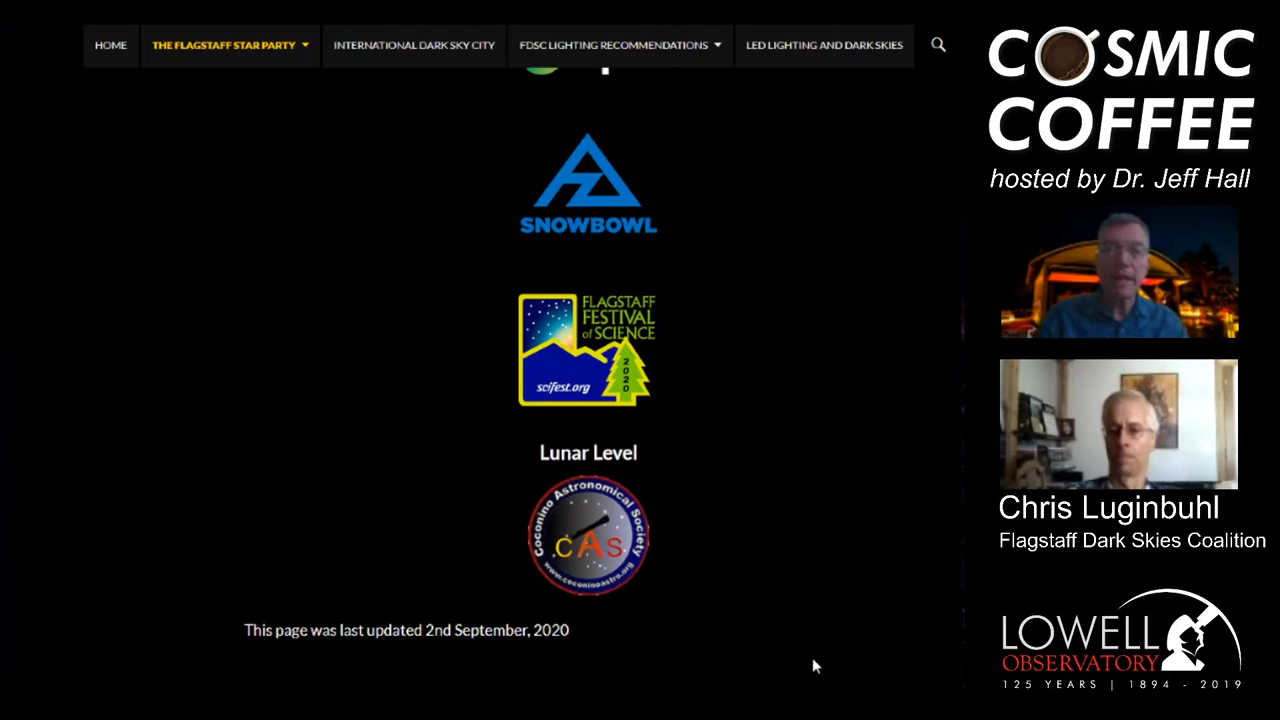 HOME
THE FLAGSTAFF STAR PARTY
INTERNATIONAL DARK SKY CITY
FDSC LIGHTING RECOMMENDATIONS
LED LIGHTING AND DARK SKIES
SNOWBOWL
FLAGSTAFF
FESTIVAL
of SCIENCE
2020
scifest.org
Lunar Level
Coconino Astronomical Society
CAS
www.coconinoastro.org
This page was last updated 2nd September, 2020
COSMIC
COFFEE
hosted by Dr. Jeff Hall
Chris Luginbuhl
Flagstaff Dark Skies Coalition
LOWELL
OBSERVATORY
125 YEARS | 1894 - 2019